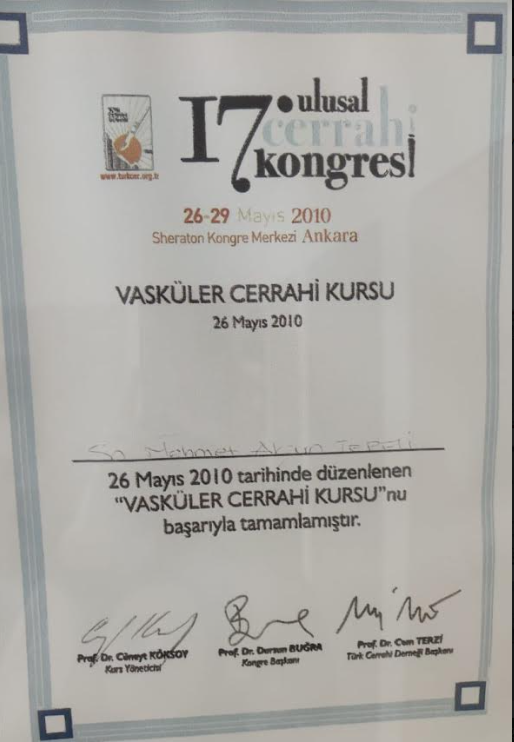 17. ulusal
cerrahi
kongresi
www.turkcer.org.tr
26-29 Mayıs 2010
Sheraton Kongre Merkezi Ankara
VASKÜLER CERRAHİ KURSU
26 Mayıs 2010
Sn. Mehmet
26 Mayıs 2010 tarihinde düzenlenen
“VASKÜLER CERRAHİ KURSU”nu
başarıyla tamamlamıştır.
Prof. Dr. Cüneyt KÖKSOY
Kurs Yöneticisi
Prof. Dr. Dursun BUĞRA
Kongre Başkanı
Prof. Dr. Cem TERZİ
Türk Cerrahi Derneği Başkanı